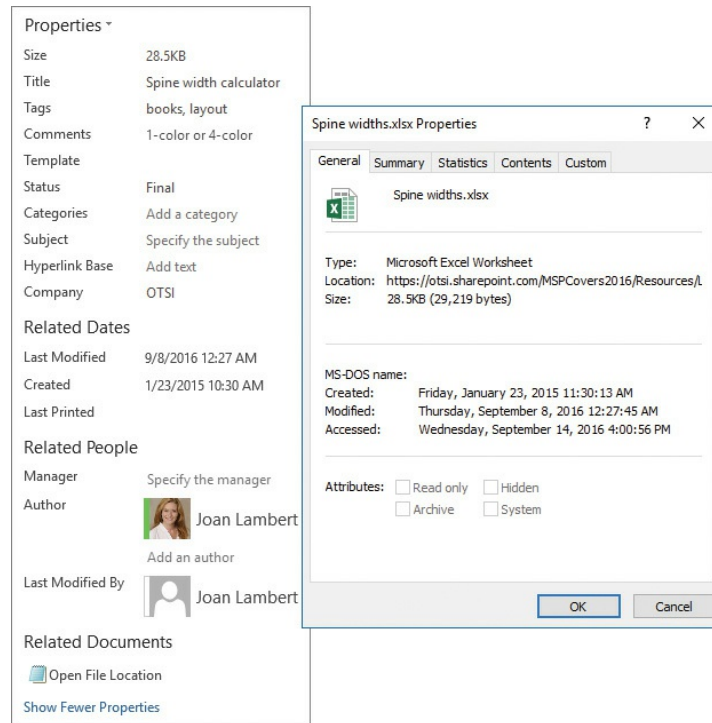 Properties
Size 28.5KB
Title Spine width calculator
Tags books, layout
Comments 1-color or 4-color
Template
Status Final
Categories Add a category
Subject Specify the subject
Hyperlink Base Add text
Company OTSI
Related Dates
Last Modified 9/8/2016 12:27 AM
Created 1/23/2015 10:30 AM
Last Printed
Related People
Manager Specify the manager
Author Joan Lambert
Add an author
Last Modified By Joan Lambert
Related Documents
Open File Location
Show Fewer Properties
Spine widths.xlsx Properties ? X
General Summary Statistics Contents Custom
Spine widths.xlsx
Type: Microsoft Excel Worksheet
Location: https://otsi.sharepoint.com/MSPCovers2016/Resources/L
Size: 28.5KB (29,219 bytes)
MS-DOS name:
Created: Friday, January 23, 2015 11:30:13 AM
Modified: Thursday, September 8, 2016 12:27:45 AM
Accessed: Wednesday, September 14, 2016 4:00:56 PM
Attributes: Read only Hidden
Archive System
OK Cancel